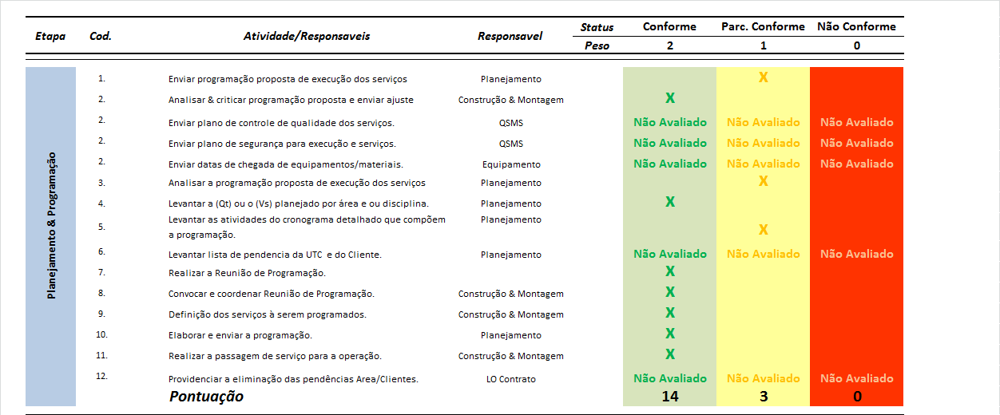 Etapa Cod. Atividade/Responsaveis Responsavel Status Conforme Parc. Conforme Não Conforme
Peso 2 1 0
Planejamento & Programação
1. Enviar programação proposta de execução dos serviços Planejamento X
2. Analisar & criticar programação proposta e enviar ajuste Construção & Montagem X
2. Enviar plano de controle de qualidade dos serviços. QSMS Não Avaliado Não Avaliado Não Avaliado
2. Enviar plano de segurança para execução e serviços. QSMS Não Avaliado Não Avaliado Não Avaliado
2. Enviar datas de chegada de equipamentos/materiais. Equipamento Não Avaliado Não Avaliado Não Avaliado
3. Analisar a programação proposta de execução dos serviços Planejamento X
4. Levantar a (Qt) ou o (Vs) planejado por área e ou disciplina. Planejamento X
5. Levantar as atividades do cronograma detalhado que compõem Planejamento
a programação. X
6. Levantar lista de pendencia da UTC e do Cliente. Planejamento Não Avaliado Não Avaliado Não Avaliado
7. Realizar a Reunião de Programação. X
8. Convocar e coordenar Reunião de Programação. Construção & Montagem X
9. Definição dos serviços à serem programados. Construção & Montagem X
10. Elaborar e enviar a programação. Planejamento X
11. Realizar a passagem de serviço para a operação. Construção & Montagem X
12. Providenciar a eliminação das pendências Area/Clientes. LO Contrato Não Avaliado Não Avaliado Não Avaliado
Pontuação 14 3 0